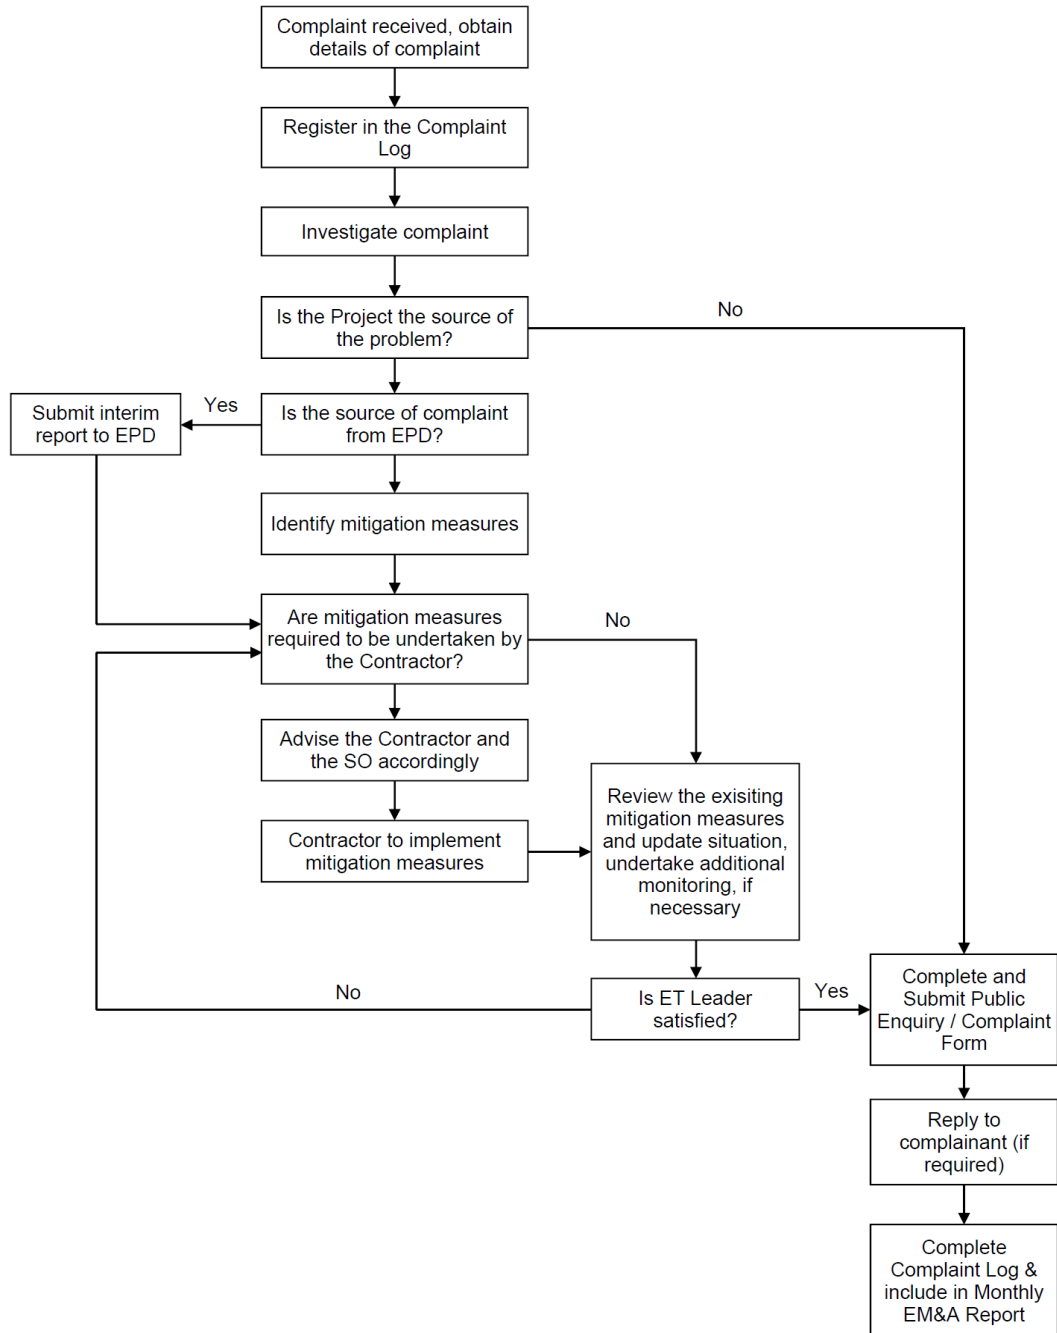 Complaint received, obtain
details of complaint
Register in the Complaint
Log
Investigate complaint
Is the Project the source of
the problem?
No
Submit interim
report to EPD
Yes
Is the source of complaint
from EPD?
Identify mitigation measures
Are mitigation measures
required to be undertaken by
the Contractor?
No
Advise the Contractor and
the SO accordingly
Contractor to implement
mitigation measures
Review the exisiting
mitigation measures
and update situation,
undertake additional
monitoring, if
necessary
No
Is ET Leader
satisfied?
Yes
Complete and
Submit Public
Enquiry / Complaint
Form
Reply to
complainant (if
required)
Complete
Complaint Log &
include in Monthly
EM&A Report